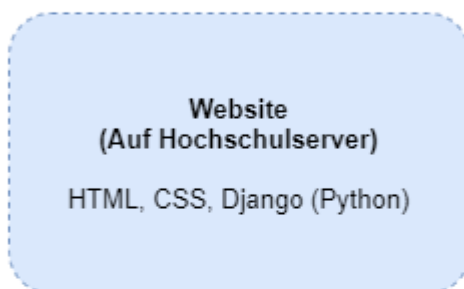 Website
(Auf Hochschulserver)
HTML, CSS, Django (Python)